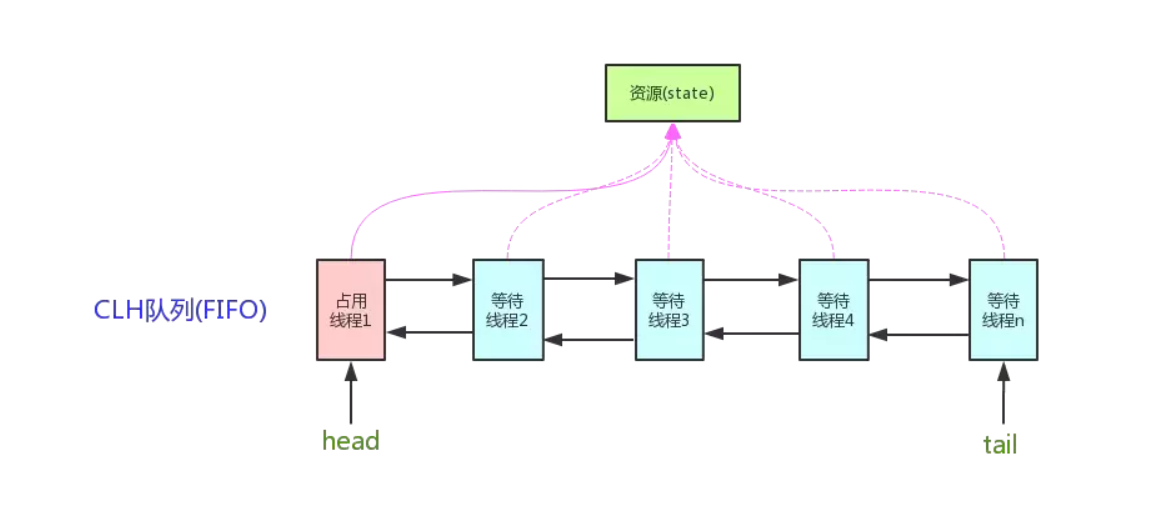 资源(state)
CLH队列(FIFO)
占用
线程1
等待
线程2
等待
线程3
等待
线程4
等待
线程n
head
tail